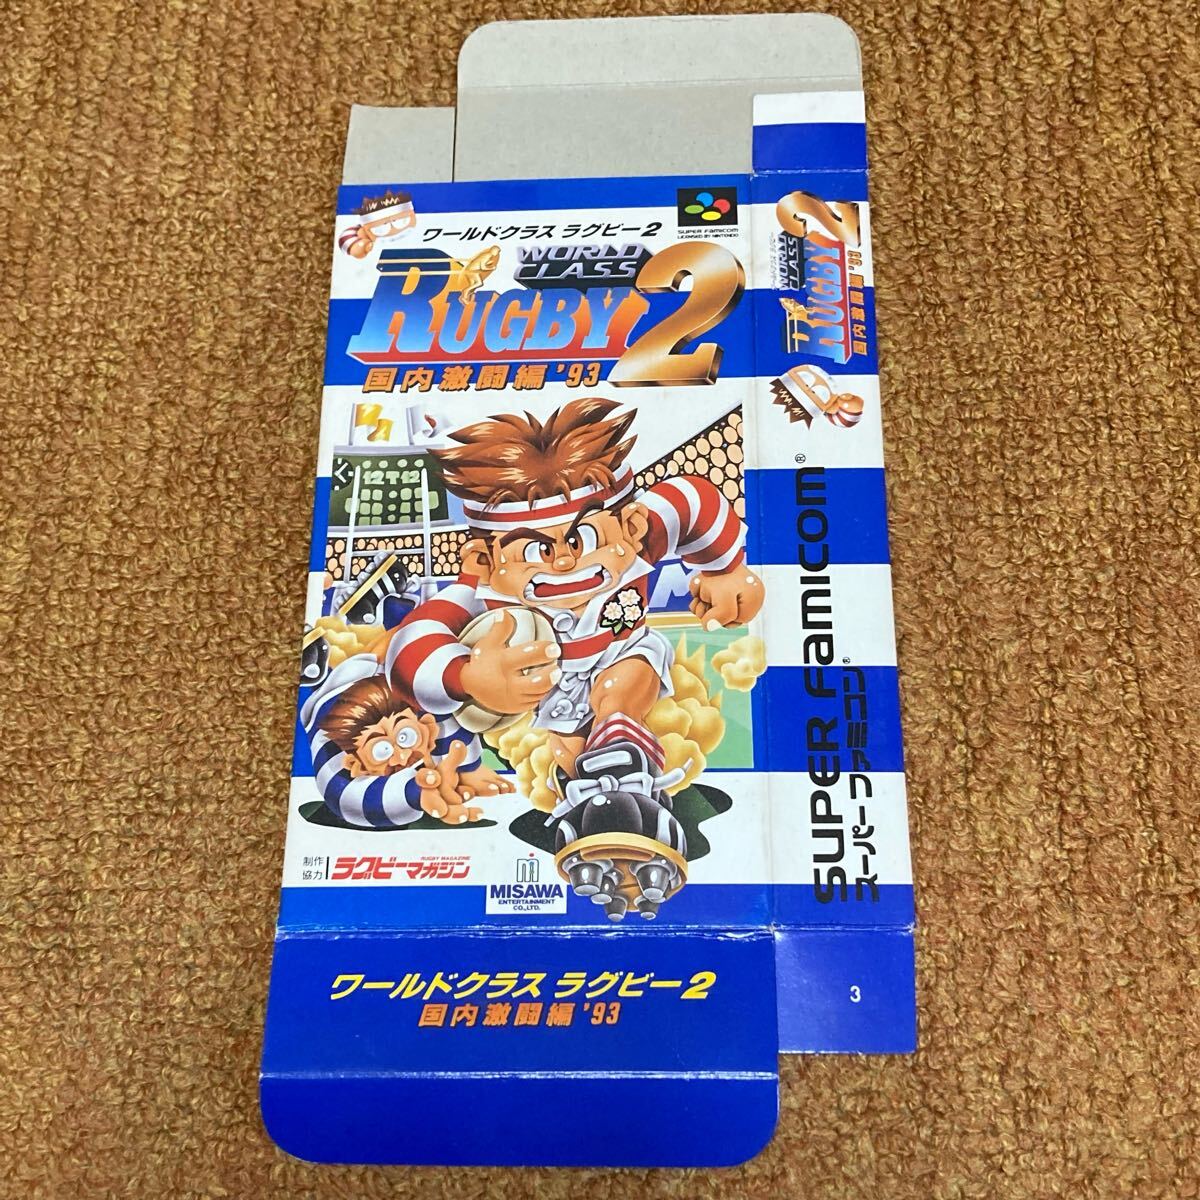 ワールドクラス ラグビー2
SUPER FAMICOM
LICENSED BY NINTENDO
WORLD
CLASS
RUGBY 2
国内激闘編 '93
12T12
制作
協力
RUGBY MAGAZINE
ラグビーマガジン
MISAWA
ENTERTAINMENT
CO., LTD.
ワールドクラス ラグビー2
国内激闘編 '93
WORLD
CLASS
RUGBY 2
国内激闘編 '93
SUPER FAMICOM®
スーパーファミコン®
3